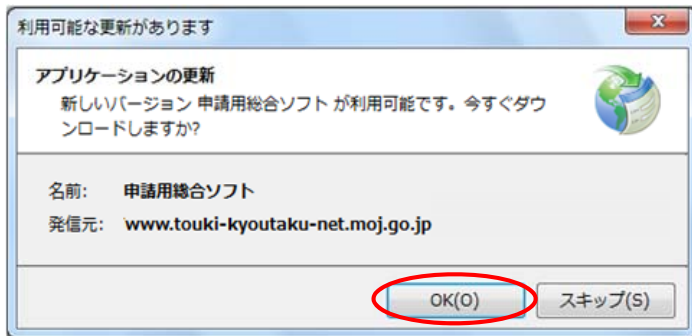 利用可能な更新があります
アプリケーションの更新
新しいバージョン 申請用総合ソフト が利用可能です。今すぐダウ
ンロードしますか?
名前: 申請用総合ソフト
発信元: www.touki-kyoutaku-net.moj.go.jp
OK(O) スキップ(S)